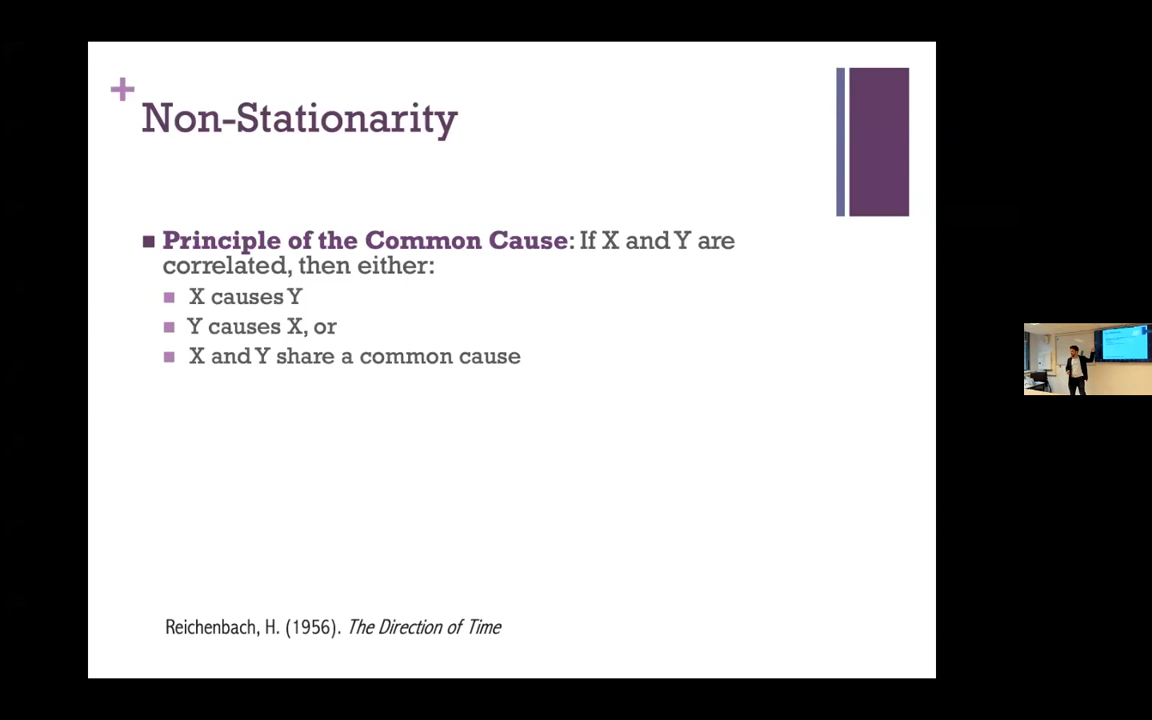 +
Non-Stationarity
Principle of the Common Cause: If X and Y are
correlated, then either:
X causes Y
Y causes X, or
X and Y share a common cause
Reichenbach, H. (1956). The Direction of Time